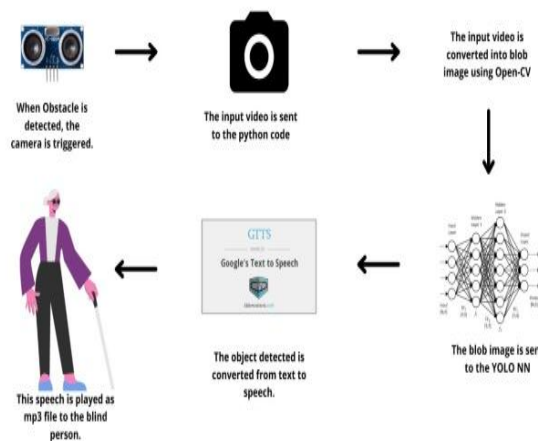 When Obstacle is
detected, the
camera is triggered.
The input video is sent
to the python code
The input video is
converted into blob
image using Open-CV
The blob image is sent
to the YOLO NN
GTTS
Google's Text to Speech
The object detected is
converted from text to
speech.
This speech is played as
mp3 file to the blind
person.